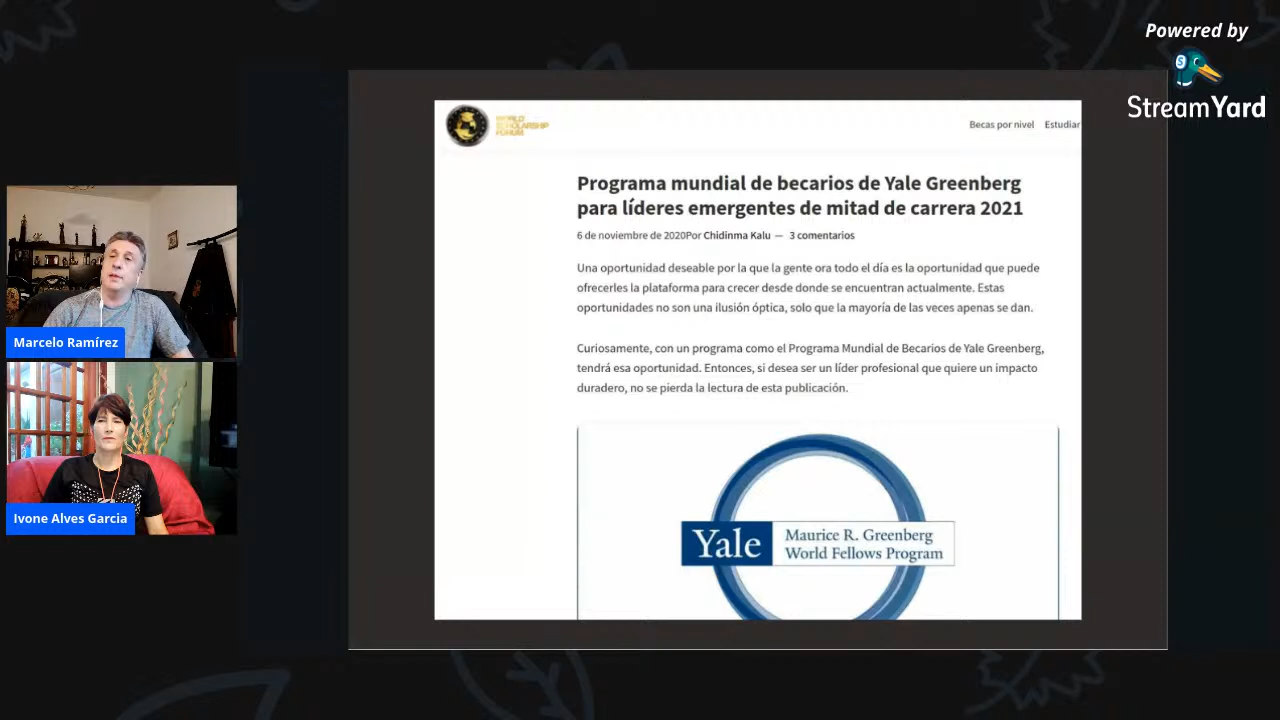 Powered by
StreamYard
WORLD
SCHOLARSHIP
FORUM
Becas por nivel Estudiar
Programa mundial de becarios de Yale Greenberg
para líderes emergentes de mitad de carrera 2021
6 de noviembre de 2020Por Chidinma Kalu — 3 comentarios
Una oportunidad deseable por la que la gente ora todo el día es la oportunidad que puede
ofrecerles la plataforma para crecer desde donde se encuentran actualmente. Estas
oportunidades no son una ilusión óptica, solo que la mayoría de las veces apenas se dan.
Curiosamente, con un programa como el Programa Mundial de Becarios de Yale Greenberg,
tendrá esa oportunidad. Entonces, si desea ser un líder profesional que quiere un impacto
duradero, no se pierda la lectura de esta publicación.
Yale
Maurice R. Greenberg
World Fellows Program
Marcelo Ramírez
Ivone Alves Garcia